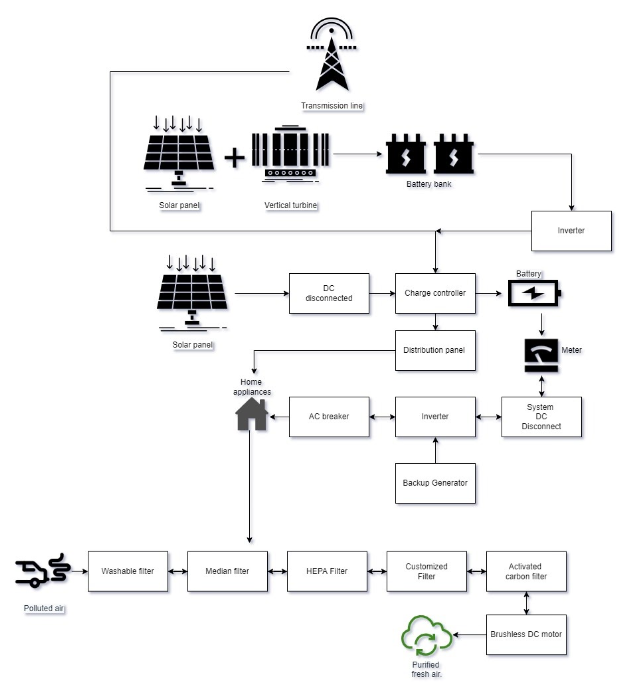 Transmission line
Solar panel
Vertical turbine
Battery bank
Inverter
Solar panel
DC
disconnected
Charge controller
Battery
Distribution panel
Meter
Home
appliances
AC breaker
Inverter
System
DC
Disconnect
Backup Generator
Polluted air
Washable filter
Median filter
HEPA Filter
Customized
Filter
Activated
carbon filter
Brushless DC motor
Purified
fresh air.